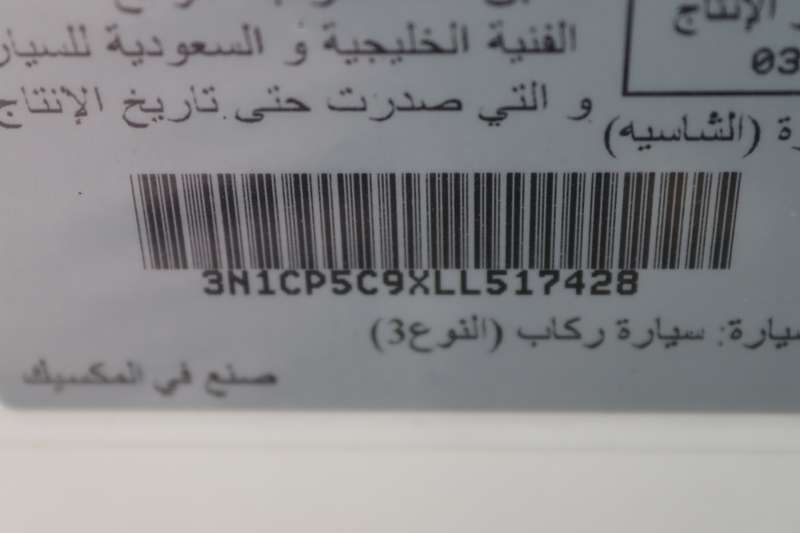 الإنتاج
03
الفنية الخليجية و السعودية للسيار
و التي صدرت حتى تاريخ الإنتاج
(الشاسيه)
3N1CP5C9XLL517428
سيارة: سيارة ركاب (النوع3)
صنع في المكسيك